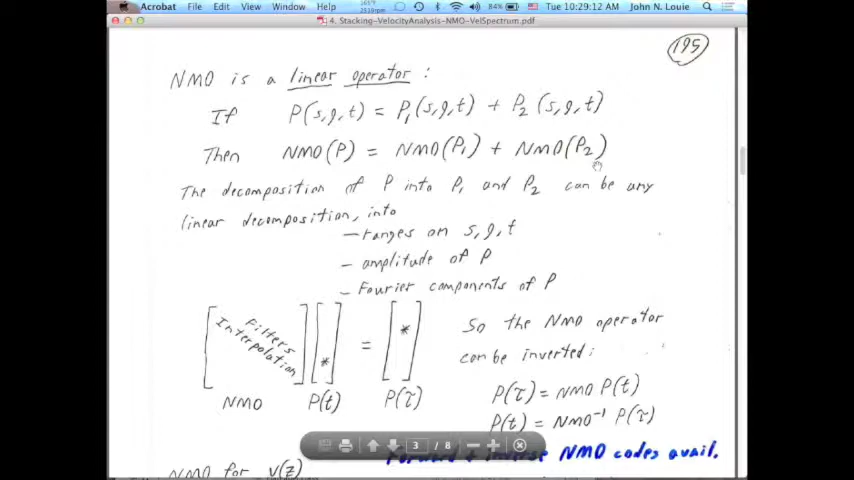 Acrobat File Edit View Window Help 84% Tue 10:29:12 AM John N. Louie
4. Stacking-VelocityAnalysis-NMO-VelSpectrum.pdf
195
NMO is a linear operator:
If P(s,g,t) = P₁(s,g,t) + P₂(s,g,t)
Then NMO(P) = NMO(P₁) + NMO(P₂)
The decomposition of P into P₁ and P₂ can be any
linear decomposition, into
- ranges on s,g,t
- amplitude of P
- Fourier components of P
Filters
Interpolation
* = *
NMO P(t) P(τ)
So the NMO operator
can be inverted:
P(τ) = NMO P(t)
P(t) = NMO⁻¹ P(τ)
3 / 8
Forward + inverse NMO codes avail.
NMO for v(z)